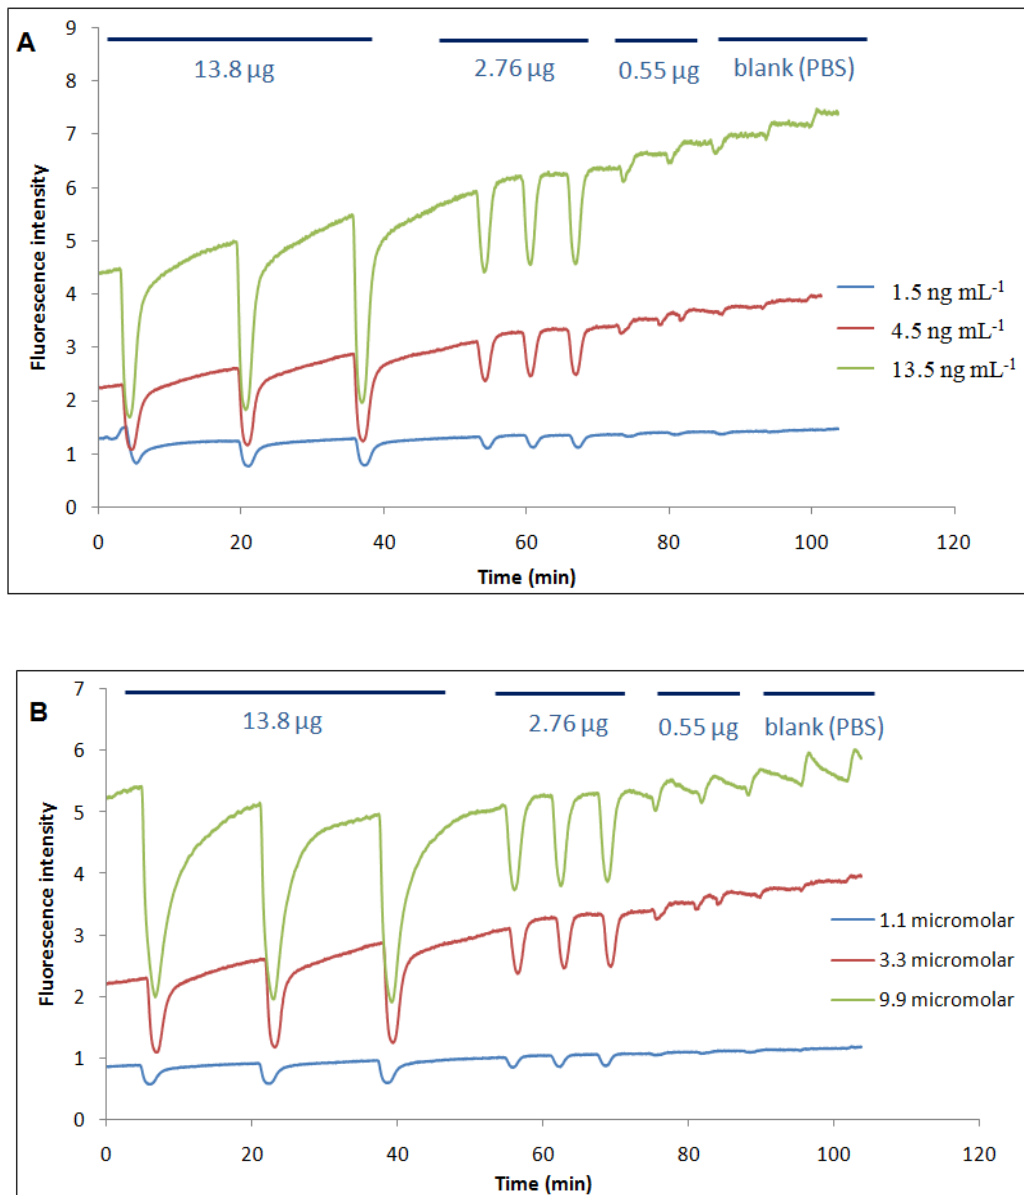 A
9
8
7
6
5
4
3
2
1
0
13.8 µg
2.76 µg
0.55 µg
blank (PBS)
Fluorescence intensity
1.5 ng mL-1
4.5 ng mL-1
13.5 ng mL-1
0 20 40 60 80 100 120
Time (min)
B
7
6
5
4
3
2
1
0
13.8 µg
2.76 µg
0.55 µg
blank (PBS)
Fluorescence intensity
1.1 micromolar
3.3 micromolar
9.9 micromolar
0 20 40 60 80 100 120
Time (min)